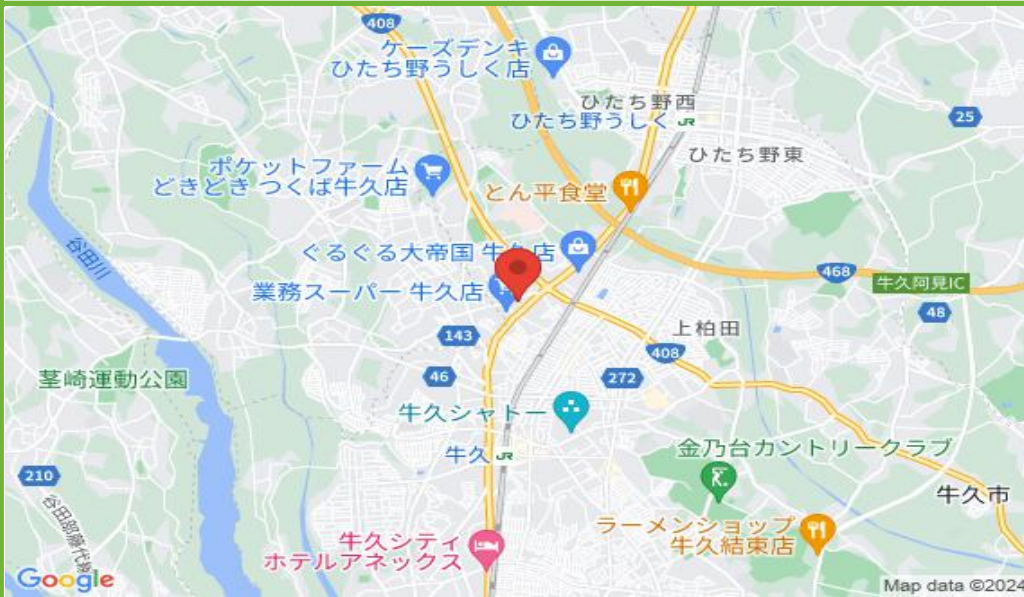 408
ケーズデンキ
ひたち野うしく店
ひたち野西
ひたち野うしく JR
25
ひたち野東
ポケットファーム
どきどき つくば牛久店
とん平食堂
谷田川
ぐるぐる大帝国 牛久店
業務スーパー 牛久店
468
牛久阿見IC
48
143
上柏田
408
46
272
茎崎運動公園
牛久シャトー
牛久 JR
金乃台カントリークラブ
210
牛久市
谷田部藤代線
ラーメンショップ
牛久結束店
牛久シティ
ホテルアネックス
Google
Map data ©2024